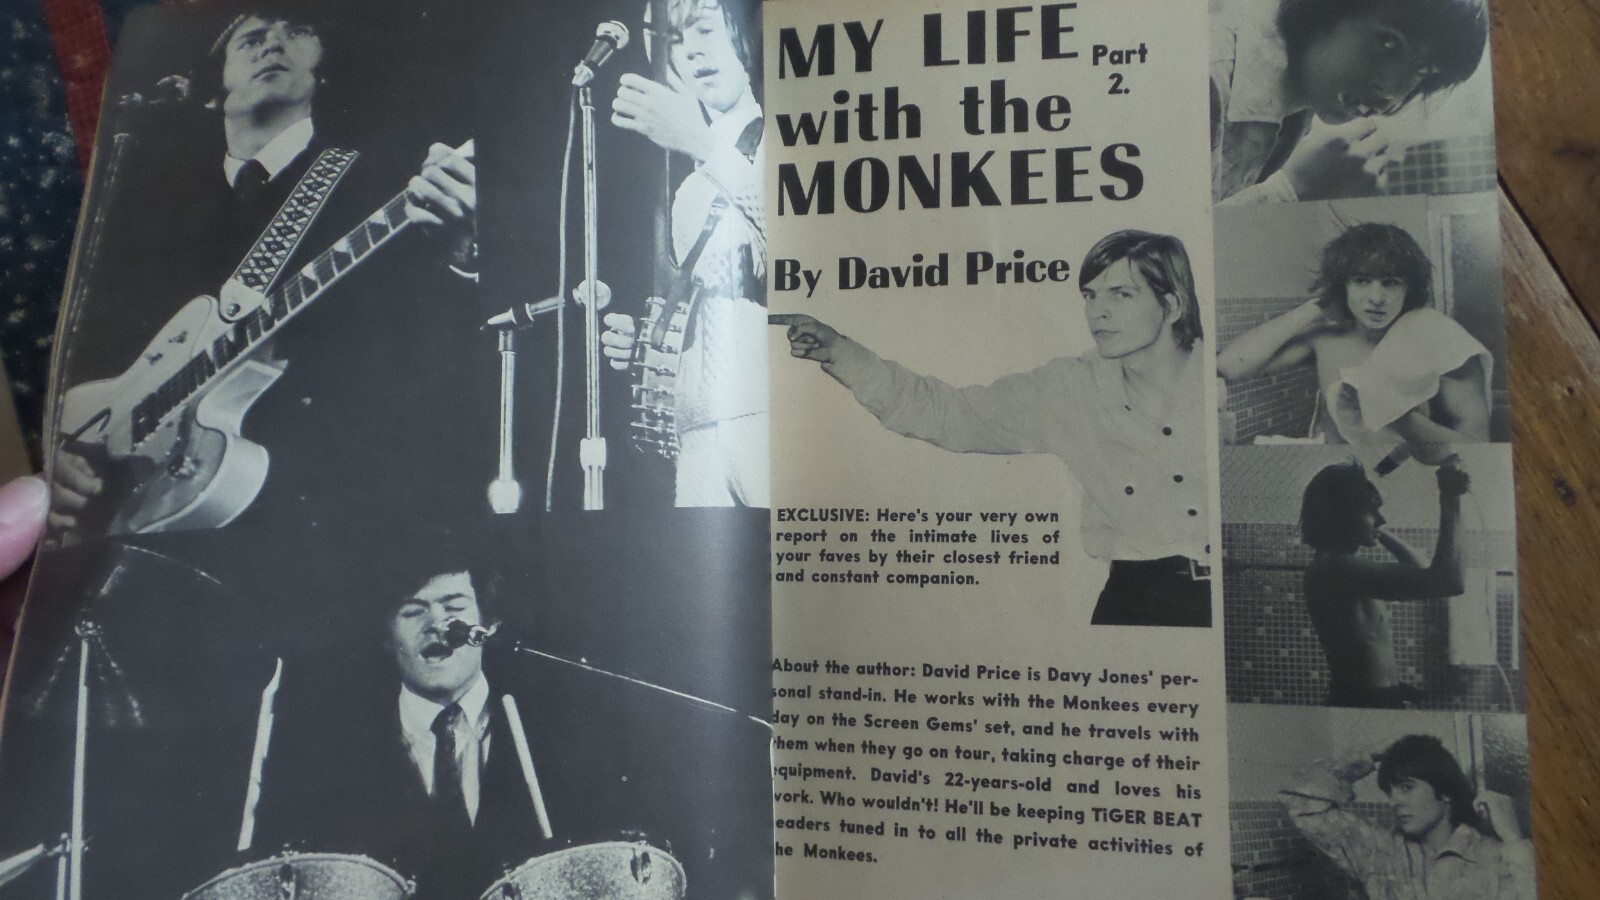 MY LIFE Part
2.
with the
MONKEES
By David Price
EXCLUSIVE: Here's your very own
report on the intimate lives of
your faves by their closest friend
and constant companion.
About the author: David Price is Davy Jones' per-
sonal stand-in. He works with the Monkees every
day on the Screen Gems' set, and he travels with
them when they go on tour, taking charge of their
equipment. David's 22-years-old and loves his
work. Who wouldn't! He'll be keeping TiGER BEAT
readers tuned in to all the private activities of
the Monkees.